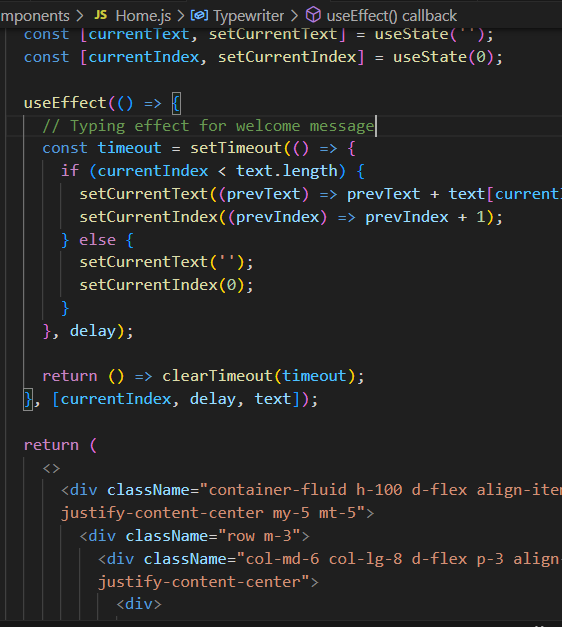 mponents > JS Home.js > Typewriter > useEffect() callback
const [currentText, setCurrentText] = useState('');
const [currentIndex, setCurrentIndex] = useState(0);
useEffect(() => {
// Typing effect for welcome message
const timeout = setTimeout(() => {
if (currentIndex < text.length) {
setCurrentText((prevText) => prevText + text[currentI
setCurrentIndex((prevIndex) => prevIndex + 1);
} else {
setCurrentText('');
setCurrentIndex(0);
}
}, delay);
return () => clearTimeout(timeout);
}, [currentIndex, delay, text]);
return (
<>
<div className="container-fluid h-100 d-flex align-ite
justify-content-center my-5 mt-5">
<div className="row m-3">
<div className="col-md-6 col-lg-8 d-flex p-3 align-
justify-content-center">
<div>